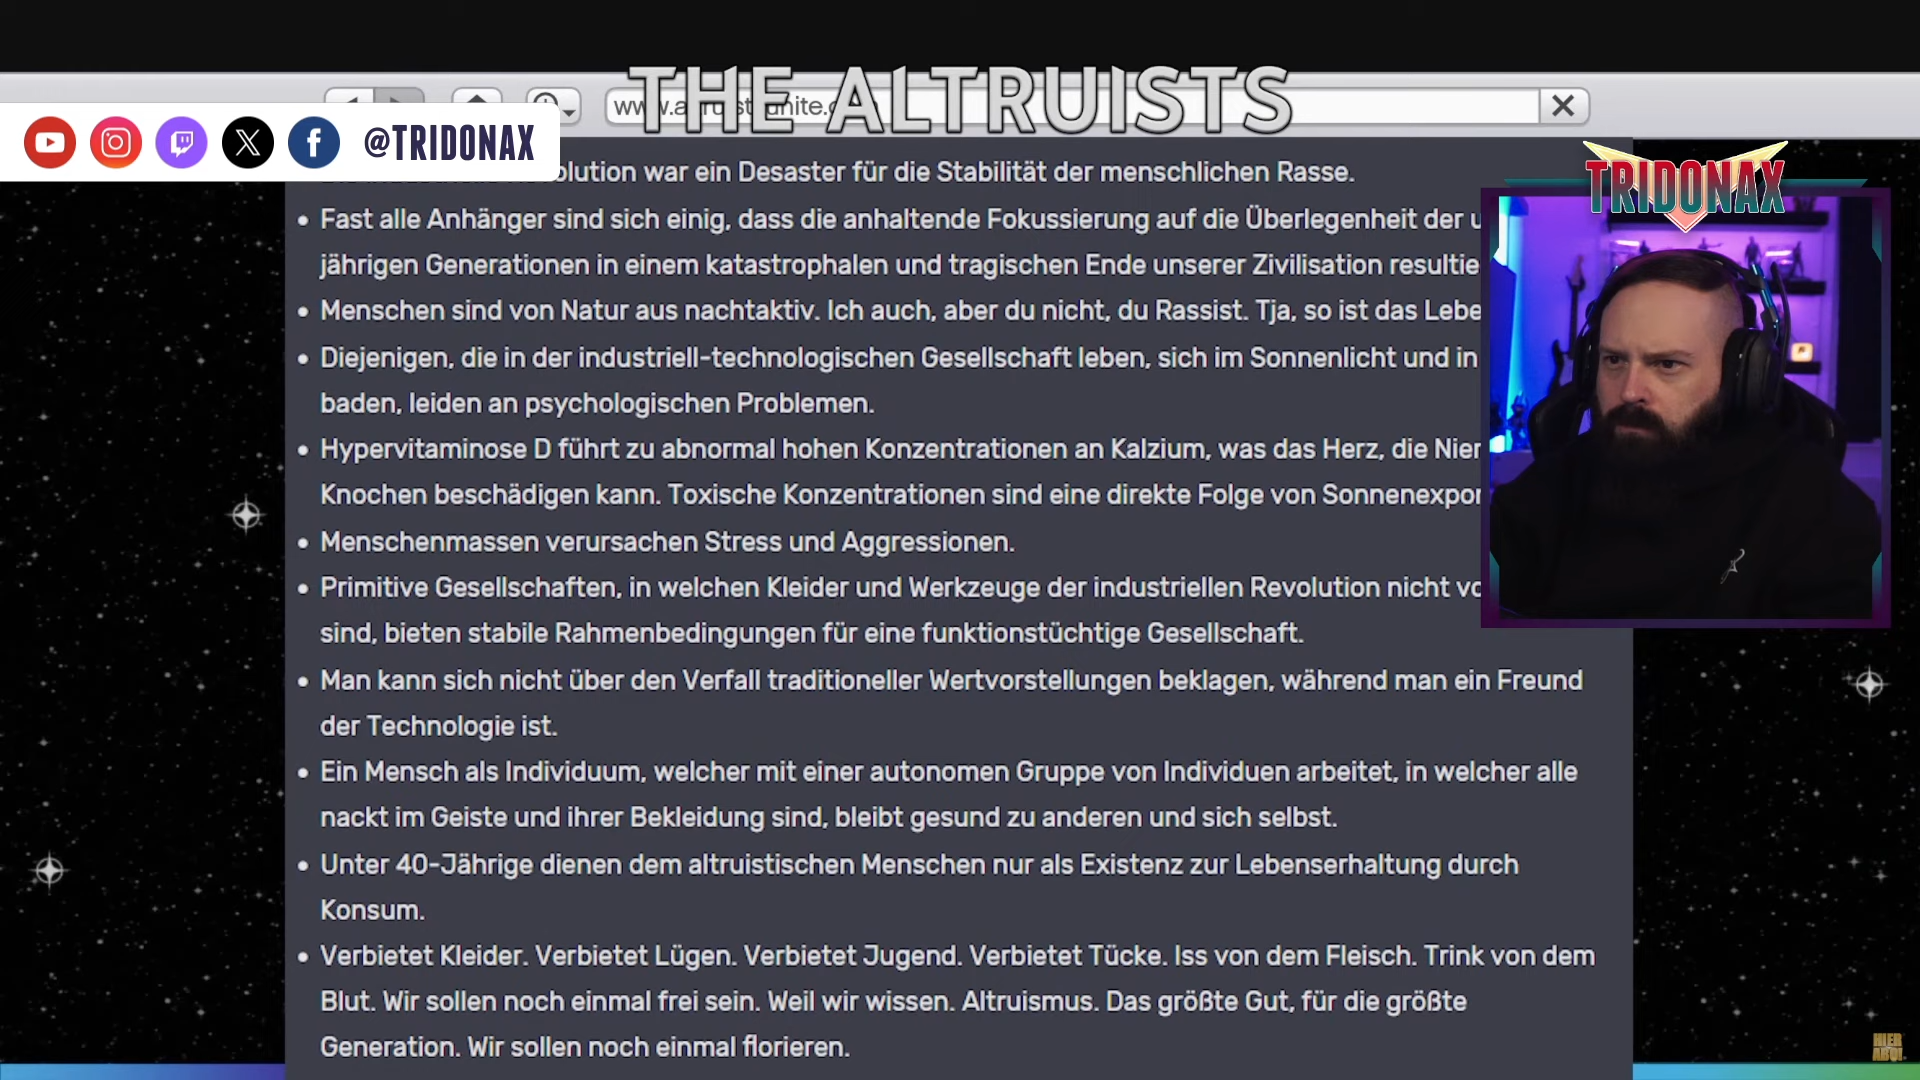 THE ALTRUISTS
@TRIDONAX
TRIDONAX
war ein Desaster für die Stabilität der menschlichen Rasse.
• Fast alle Anhänger sind sich einig, dass die anhaltende Fokussierung auf die Überlegenheit der
jährigen Generationen in einem katastrophalen und tragischen Ende unserer Zivilisation
• Menschen sind von Natur aus nachtaktiv. Ich auch, aber du nicht, du Rassist. Tja, so ist das
• Diejenigen, die in der industriell-technologischen Gesellschaft leben, sich im Sonnenlicht und in
baden, leiden an psychologischen Problemen.
• Hypervitaminose D führt zu abnormal hohen Konzentrationen an Kalzium, was das Herz, die
Knochen beschädigen kann. Toxische Konzentrationen sind eine direkte Folge von
• Menschenmassen verursachen Stress und Aggressionen.
• Primitive Gesellschaften, in welchen Kleider und Werkzeuge der industriellen Revolution nicht
sind, bieten stabile Rahmenbedingungen für eine funktionstüchtige Gesellschaft.
• Man kann sich nicht über den Verfall traditioneller Wertvorstellungen beklagen, während man ein Freund
der Technologie ist.
• Ein Mensch als Individuum, welcher mit einer autonomen Gruppe von Individuen arbeitet, in welcher alle
nackt im Geiste und ihrer Bekleidung sind, bleibt gesund zu anderen und sich selbst.
• Unter 40-Jährige dienen dem altruistischen Menschen nur als Existenz zur Lebenserhaltung durch
Konsum.
• Verbietet Kleider. Verbietet Lügen. Verbietet Jugend. Verbietet Tücke. Iss von dem Fleisch. Trink von dem
Blut. Wir sollen noch einmal frei sein. Weil wir wissen. Altruismus. Das größte Gut, für die größte
Generation. Wir sollen noch einmal florieren.
HIER
ABO!